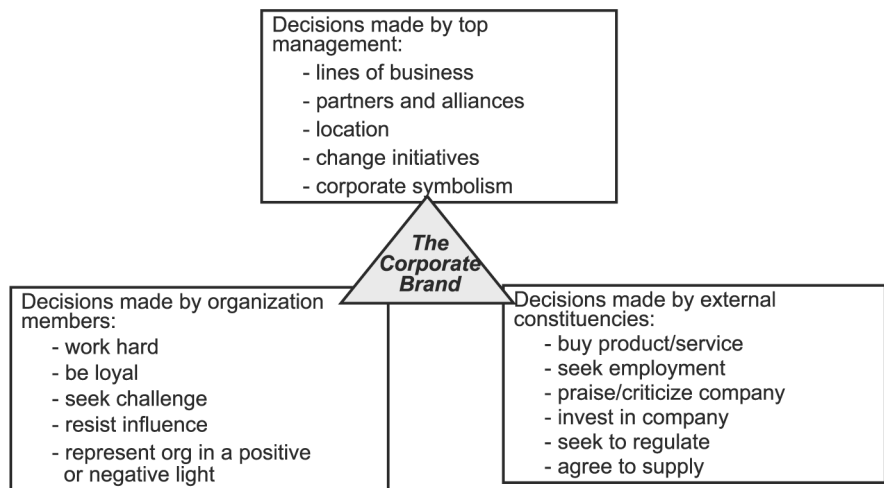 Decisions made by top
management:
- lines of business
- partners and alliances
- location
- change initiatives
- corporate symbolism
The
Corporate
Brand
Decisions made by organization
members:
- work hard
- be loyal
- seek challenge
- resist influence
- represent org in a positive
or negative light
Decisions made by external
constituencies:
- buy product/service
- seek employment
- praise/criticize company
- invest in company
- seek to regulate
- agree to supply